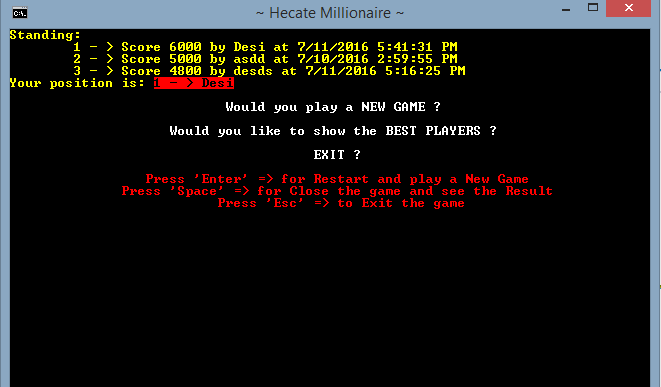 ~ Hecate Millionaire ~
Standing:
1 - > Score 6000 by Desi at 7/11/2016 5:41:31 PM
2 - > Score 5000 by asdd at 7/10/2016 2:59:55 PM
3 - > Score 4800 by desds at 7/11/2016 5:16:25 PM
Your position is: 1 - > Desi
Would you play a NEW GAME ?
Would you like to show the BEST PLAYERS ?
EXIT ?
Press 'Enter' => for Restart and play a New Game
Press 'Space' => for Close the game and see the Result
Press 'Esc' => to Exit the game